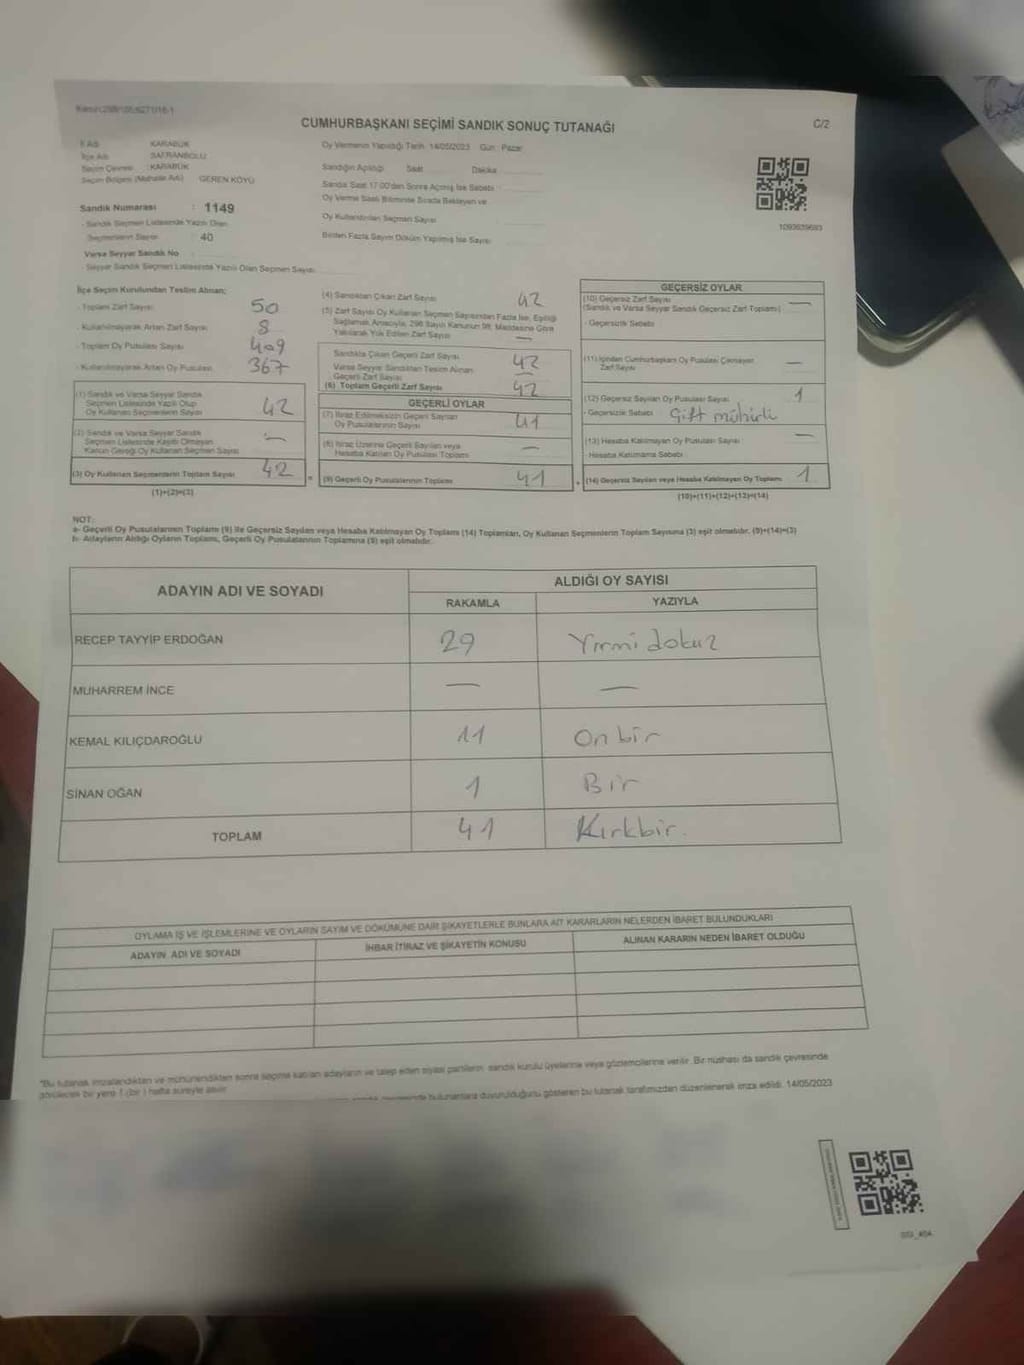 CUMHURBAŞKANI SEÇİMİ SANDIK SONUÇ TUTANAĞI
C/2
İl Adı KARABÜK
İlçe Adı SAFRANBOLU
Seçim Çevresi : KARABÜK
Seçim Bölgesi (Mahalle Adı) GEREN KÖYÜ
Sandık Numarası : 1149
- Sandık Seçmen Listesinde Yazılı Olan
Seçmenlerin Sayısı 40
Varsa Seyyar Sandık No
Seyyar Sandık Seçmen Listesinde Yazılı Olan Seçmen Sayısı
Oy Vermenin Yapıldığı Tarih 14/05/2023 Gün : Pazar
Sandığın Açıldığı Saat Dakika
Sandık Saat 17:00'den Sonra Açılmış İse Sebebi
Oy Verme Saati Bitiminde Sırada Bekleyen ve
Oy Kullandırılan Seçmen Sayısı
Birden Fazla Sayım Döküm Yapılmış İse Sayısı
1093639683
İlçe Seçim Kurulundan Teslim Alınan;
- Toplam Zarf Sayısı 50
- Kullanılmayarak Artan Zarf Sayısı 8
- Toplam Oy Pusulası Sayısı 409
- Kullanılmayarak Artan Oy Pusulası 367
(1) Sandık ve Varsa Seyyar Sandık
Seçmen Listesinde Yazılı Olup
Oy Kullanan Seçmenlerin Sayısı 42
(2) Sandık ve Varsa Seyyar Sandık
Seçmen Listesinde Kayıtlı Olmayan
Kanun Gereği Oy Kullanan Seçmen Sayısı —
(3) Oy Kullanan Seçmenlerin Toplam Sayısı 42
(1)+(2)=(3)
(4) Sandıktan Çıkan Zarf Sayısı 42
(5) Zarf Sayısı Oy Kullanan Seçmen Sayısından Fazla İse, Eşitliği
Sağlamak Amacıyla, 298 Sayılı Kanunun 98. Maddesine Göre
Yakılarak Yok Edilen Zarf Sayısı —
Sandıkta Çıkan Geçerli Zarf Sayısı 42
Varsa Seyyar Sandıktan Teslim Alınan
Geçerli Zarf Sayısı —
(6) Toplam Geçerli Zarf Sayısı 42
GEÇERLİ OYLAR
(7) İtiraz Edilmeksizin Geçerli Sayılan
Oy Pusulalarının Sayısı 41
(8) İtiraz Üzerine Geçerli Sayılan veya
Hesaba Katılan Oy Pusulası Toplamı —
(9) Geçerli Oy Pusulalarının Toplamı 41
GEÇERSİZ OYLAR
(10) Geçersiz Zarf Sayısı —
(Sandık ve Varsa Seyyar Sandık Geçersiz Zarf Toplamı)
- Geçersizlik Sebebi
(11) İçinden Cumhurbaşkanı Oy Pusulası Çıkmayan
Zarf Sayısı —
(12) Geçersiz Sayılan Oy Pusulası Sayısı 1
- Geçersizlik Sebebi Çift mühürlü
(13) Hesaba Katılmayan Oy Pusulası Sayısı —
- Hesaba Katılmama Sebebi
(14) Geçersiz Sayılan veya Hesaba Katılmayan Oy Toplamı 1
(10)+(11)+(12)+(13)=(14)
NOT:
a- Geçerli Oy Pusulalarının Toplamı (9) ile Geçersiz Sayılan veya Hesaba Katılmayan Oy Toplamı (14) Toplamları, Oy Kullanan Seçmenlerin Toplam Sayısına (3) eşit olmalıdır. (9)+(14)=(3)
b- Adayların Aldığı Oyların Toplamı, Geçerli Oy Pusulalarının Toplamına (9) eşit olmalıdır.
ADAYIN ADI VE SOYADI
ALDIĞI OY SAYISI
RAKAMLA YAZIYLA
RECEP TAYYİP ERDOĞAN 29 Yirmi dokuz
MUHARREM İNCE — —
KEMAL KILIÇDAROĞLU 11 On bir
SİNAN OĞAN 1 Bir
TOPLAM 41 Kırkbir.
OYLAMA İŞ VE İŞLEMLERİNE VE OYLARIN SAYIM VE DÖKÜMÜNE DAİR ŞİKAYETLERLE BUNLARA AİT KARARLARIN NELERDEN İBARET BULUNDUKLARI
ADAYIN ADI VE SOYADI İHBAR İTİRAZ VE ŞİKAYETİN KONUSU ALINAN KARARIN NEDEN İBARET OLDUĞU
"Bu tutanak imzalandıktan ve mühürlendikten sonra seçime katılan adayların ve talep eden siyasi partilerin, sandık kurulu üyelerine veya gözlemcilerine verilir. Bir nüshası da sandık çevresinde
görülecek bir yere 1 (bir ) hafta süreyle asılır.
bulunanlara duyurulduğunu gösteren bu tutanak tarafımızdan düzenlenerek imza edildi. 14/05/2023